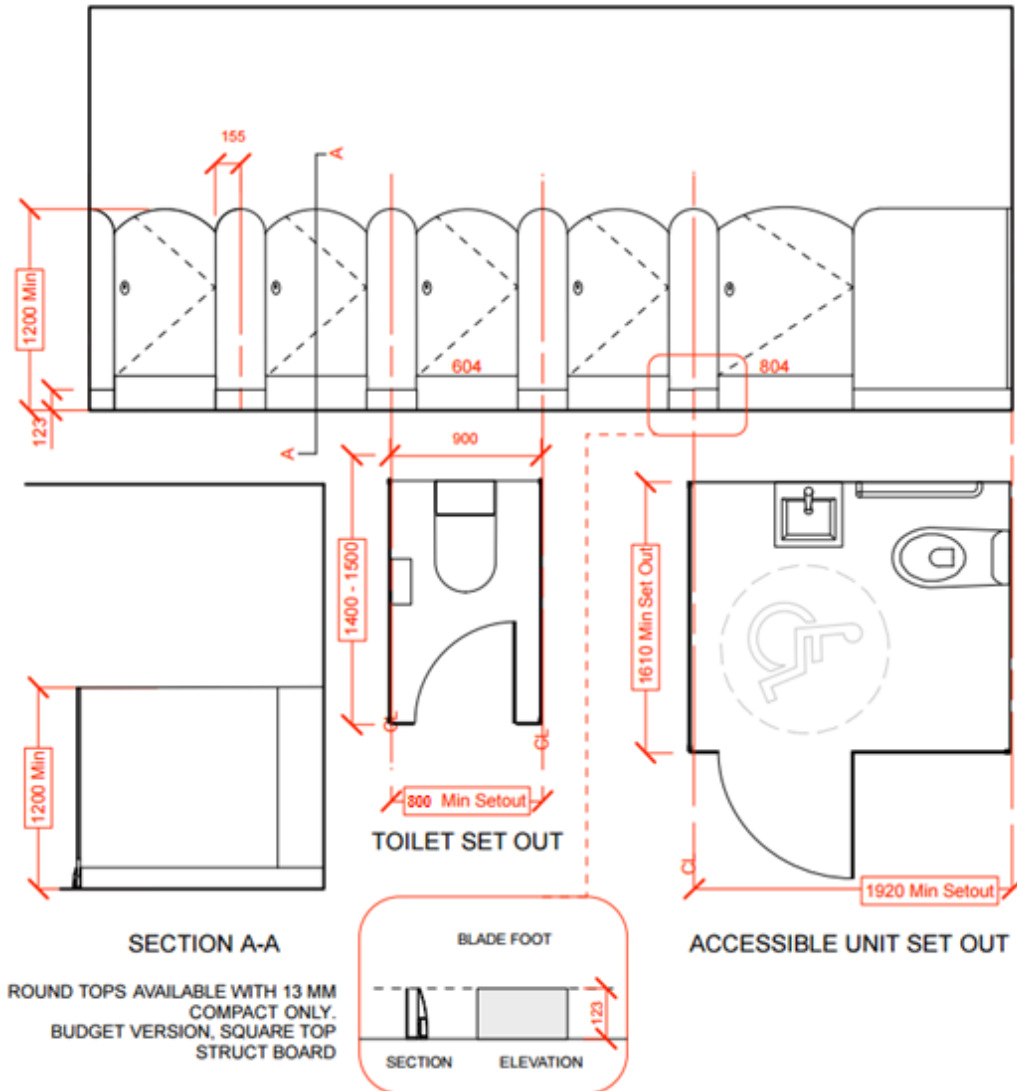 155
A
1200 Min
123
604
804
A
900
1400 - 1500
CL
CL
800 Min Setout
TOILET SET OUT
1610 Min Set Out
CL
1920 Min Setout
ACCESSIBLE UNIT SET OUT
1200 Min
SECTION A-A
ROUND TOPS AVAILABLE WITH 13 MM
COMPACT ONLY.
BUDGET VERSION, SQUARE TOP
STRUCT BOARD
BLADE FOOT
123
SECTION
ELEVATION